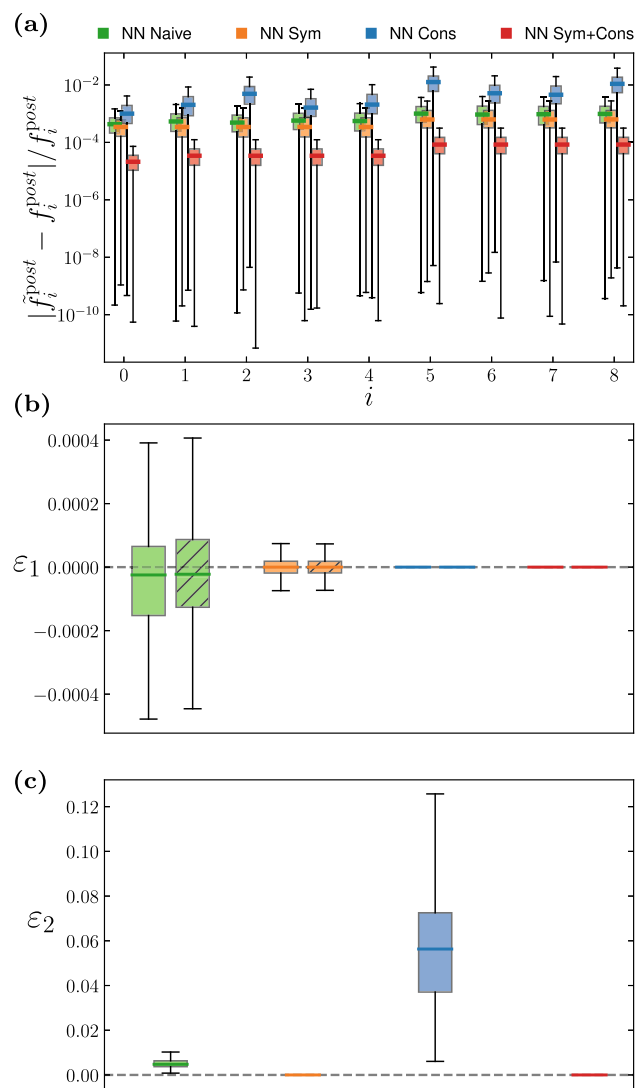 (a)
NN Naive NN Sym NN Cons NN Sym+Cons
|f̃_i^post − f_i^post|/f_i^post
10^−2
10^−4
10^−6
10^−8
10^−10
0 1 2 3 4 5 6 7 8
i
(b)
ε_1
0.0004
0.0002
0.0000
−0.0002
−0.0004
(c)
ε_2
0.12
0.10
0.08
0.06
0.04
0.02
0.00